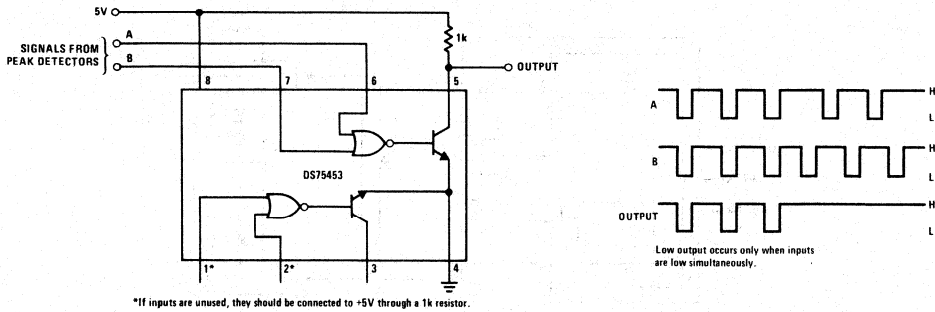 5V
A
SIGNALS FROM
PEAK DETECTORS
B
1k
OUTPUT
8
7
6
5
DS75453
1*
2*
3
4
*If inputs are unused, they should be connected to +5V through a 1k resistor.
A
H
L
B
H
L
OUTPUT
H
L
Low output occurs only when inputs
are low simultaneously.